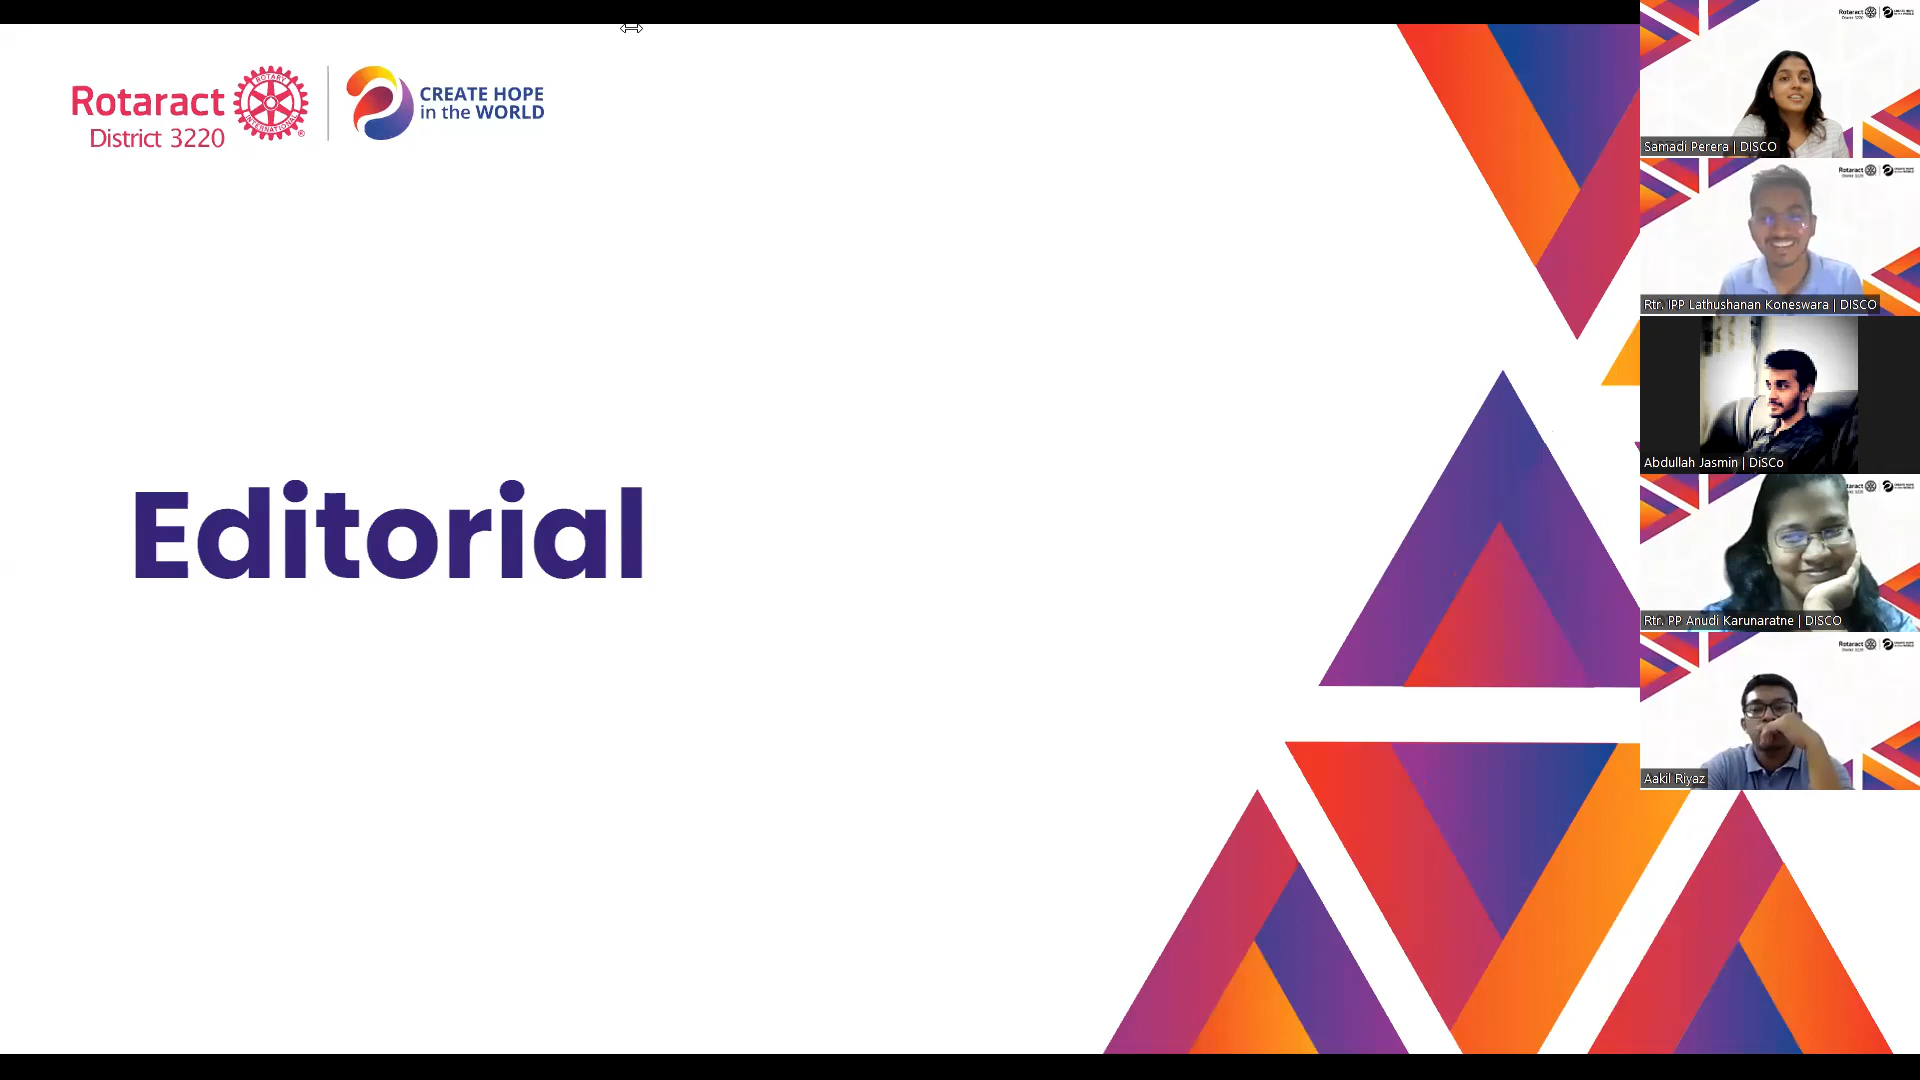 Rotaract
District 3220
ROTARY
INTERNATIONAL
CREATE HOPE
in the WORLD
Editorial
Samadi Perera | DISCO
Rtr. IPP Lathushanan Koneswara | DISCO
Abdullah Jasmin | DiSCo
Rtr. PP Anudi Karunaratne | DISCO
Aakil Riyaz